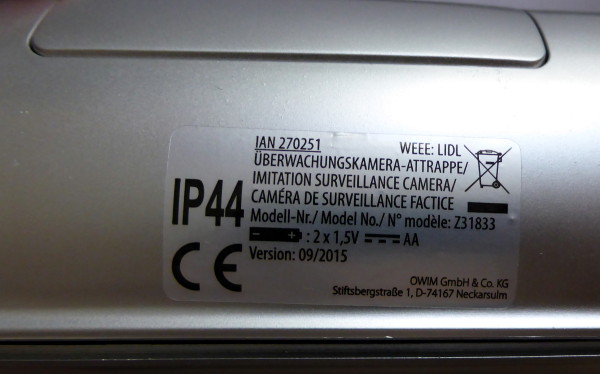 IAN 270251
WEEE: LIDL
ÜBERWACHUNGSKAMERA-ATTRAPPE/
IMITATION SURVEILLANCE CAMERA/
CAMÉRA DE SURVEILLANCE FACTICE
IP44
Modell-Nr./ Model No./ N° modèle: Z31833
: 2 x 1,5V ⎓ AA
Version: 09/2015
CE
OWIM GmbH & Co. KG
Stiftsbergstraße 1, D-74167 Neckarsulm